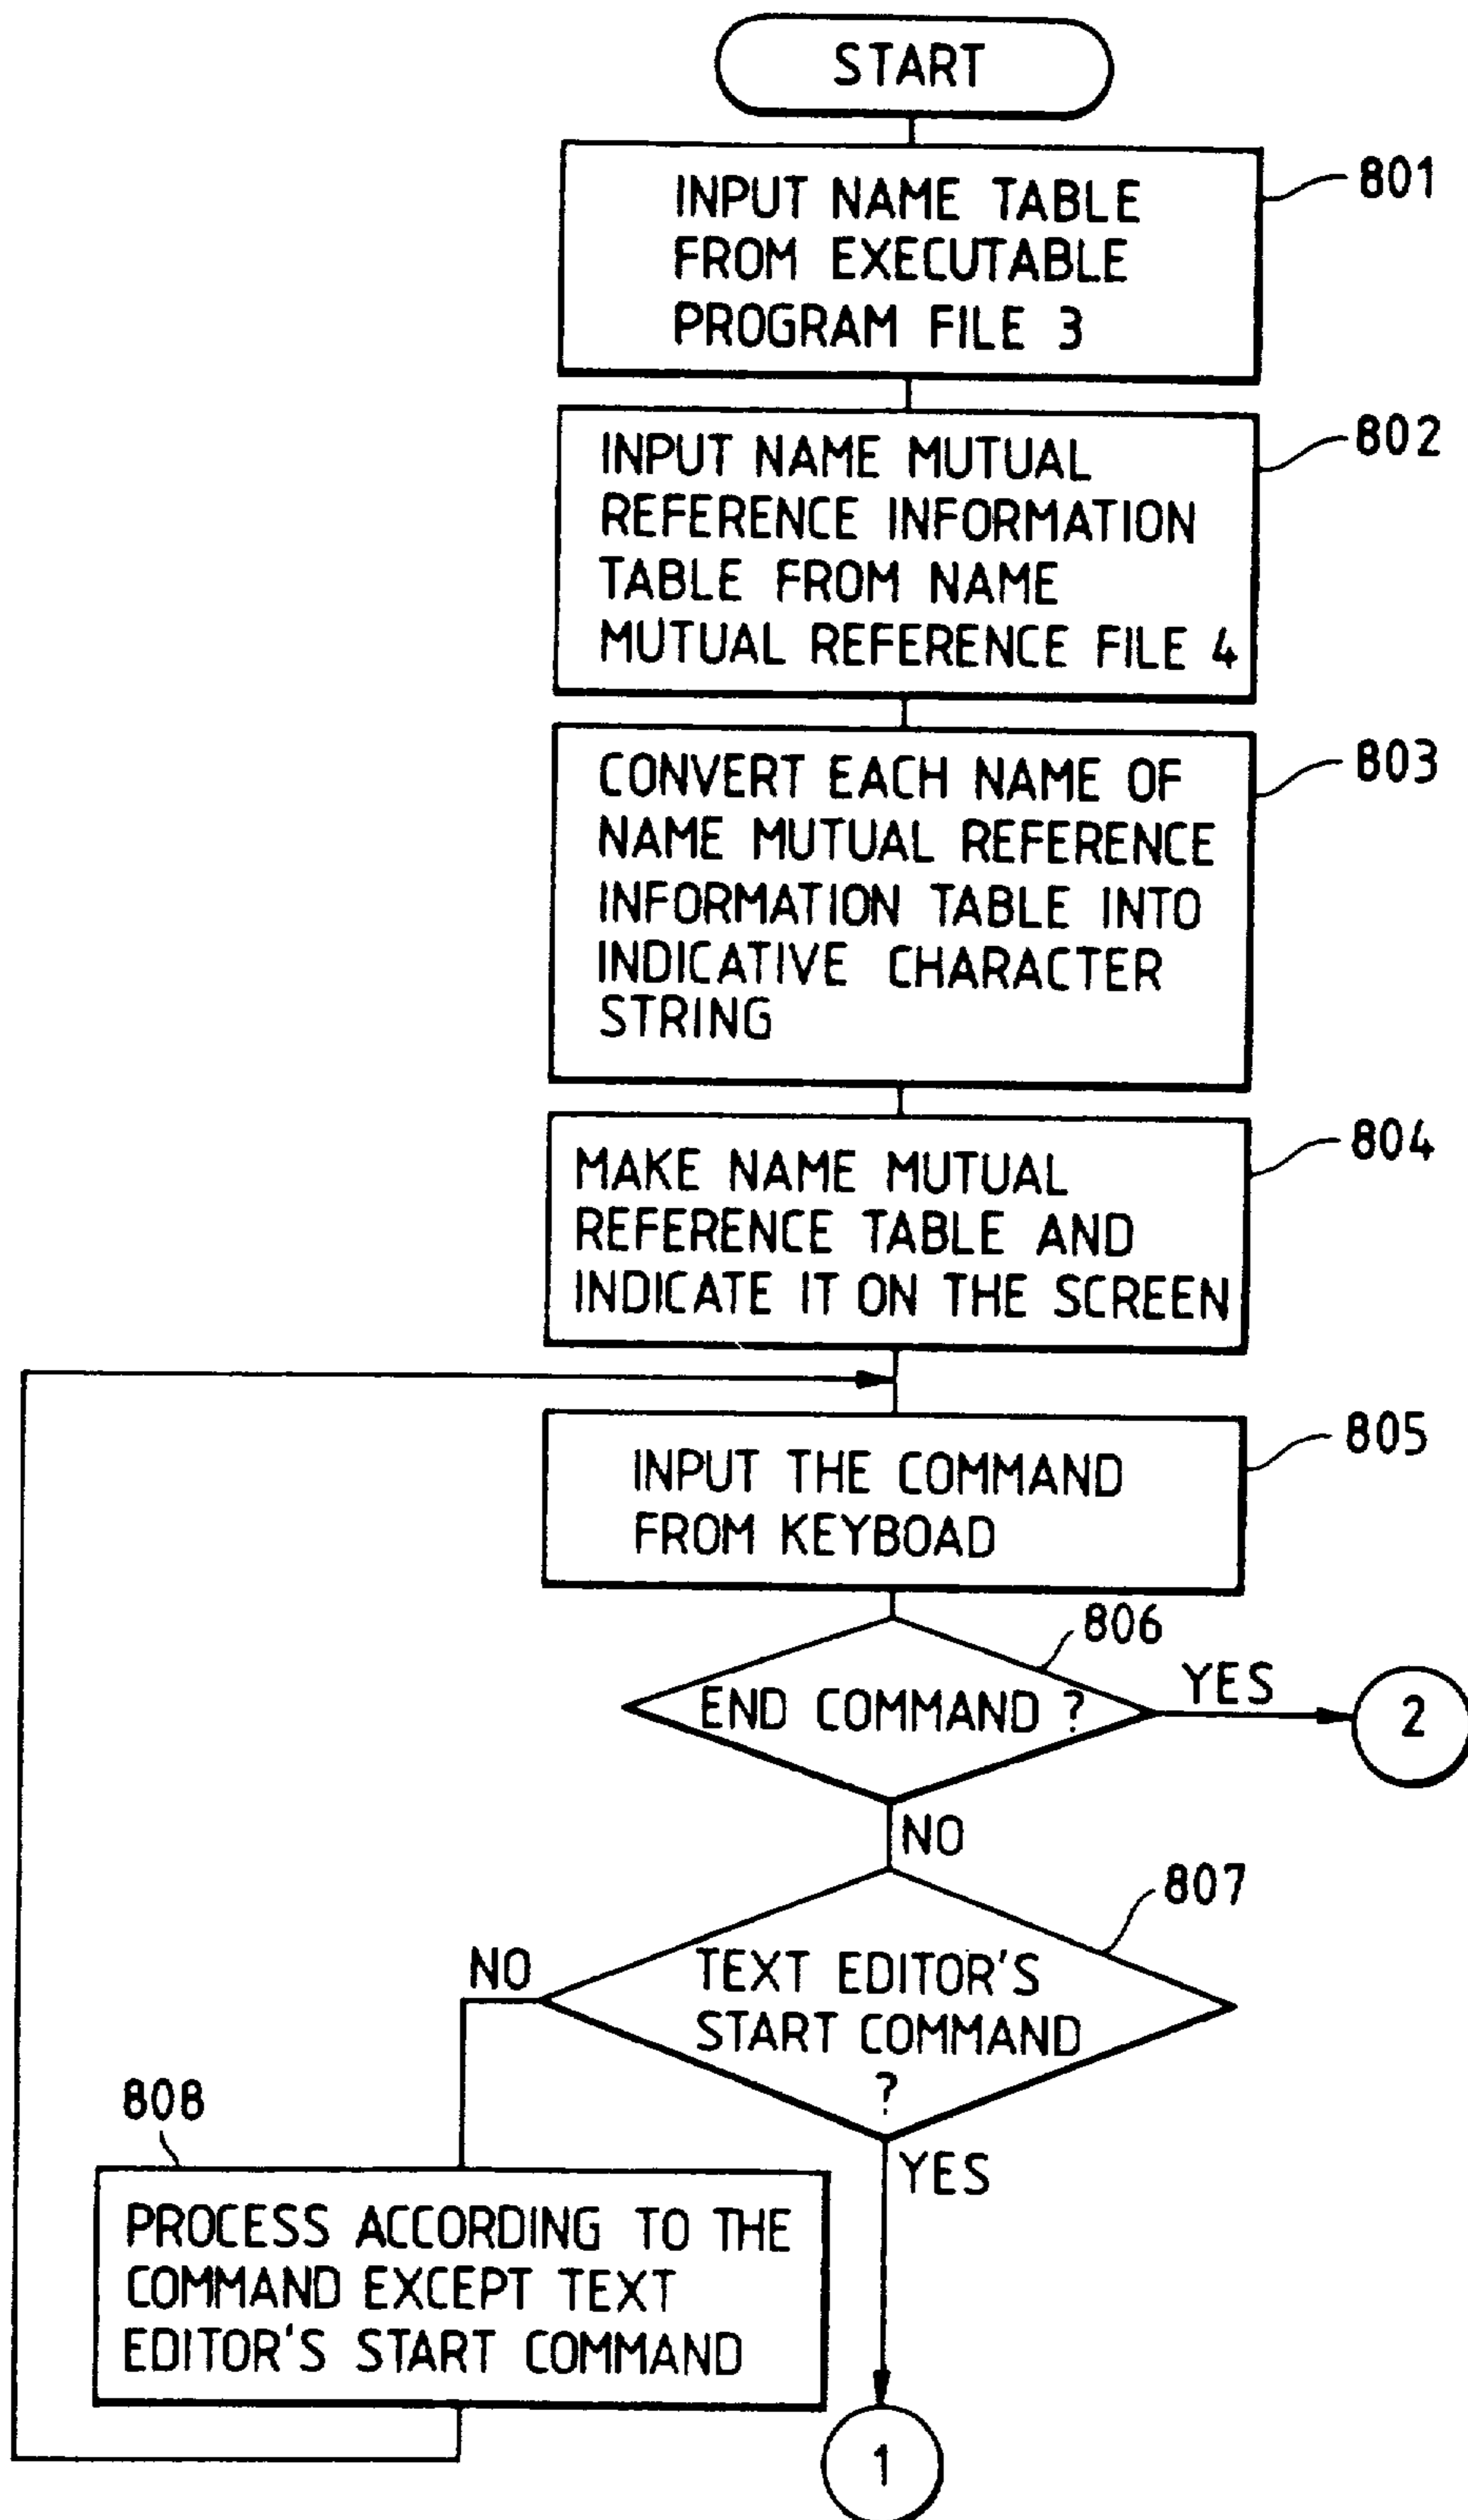 START
801
INPUT NAME TABLE
FROM EXECUTABLE
PROGRAM FILE 3
802
INPUT NAME MUTUAL
REFERENCE INFORMATION
TABLE FROM NAME
MUTUAL REFERENCE FILE 4
803
CONVERT EACH NAME OF
NAME MUTUAL REFERENCE
INFORMATION TABLE INTO
INDICATIVE CHARACTER
STRING
804
MAKE NAME MUTUAL
REFERENCE TABLE AND
INDICATE IT ON THE SCREEN
805
INPUT THE COMMAND
FROM KEYBOAD
806
END COMMAND ?
YES
2
NO
807
TEXT EDITOR'S
START COMMAND
?
NO
YES
808
PROCESS ACCORDING TO THE
COMMAND EXCEPT TEXT
EDITOR'S START COMMAND
1